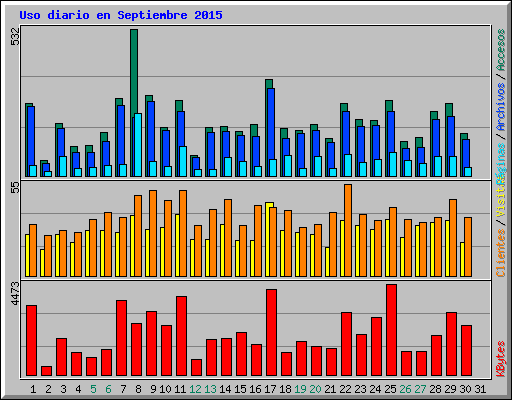 Uso diario en Septiembre 2015
532
55
4473
Clientes / Visitas
Páginas / Archivos / Accesos
KBytes
1 2 3 4 5 6 7 8 9 10 11 12 13 14 15 16 17 18 19 20 21 22 23 24 25 26 27 28 29 30 31